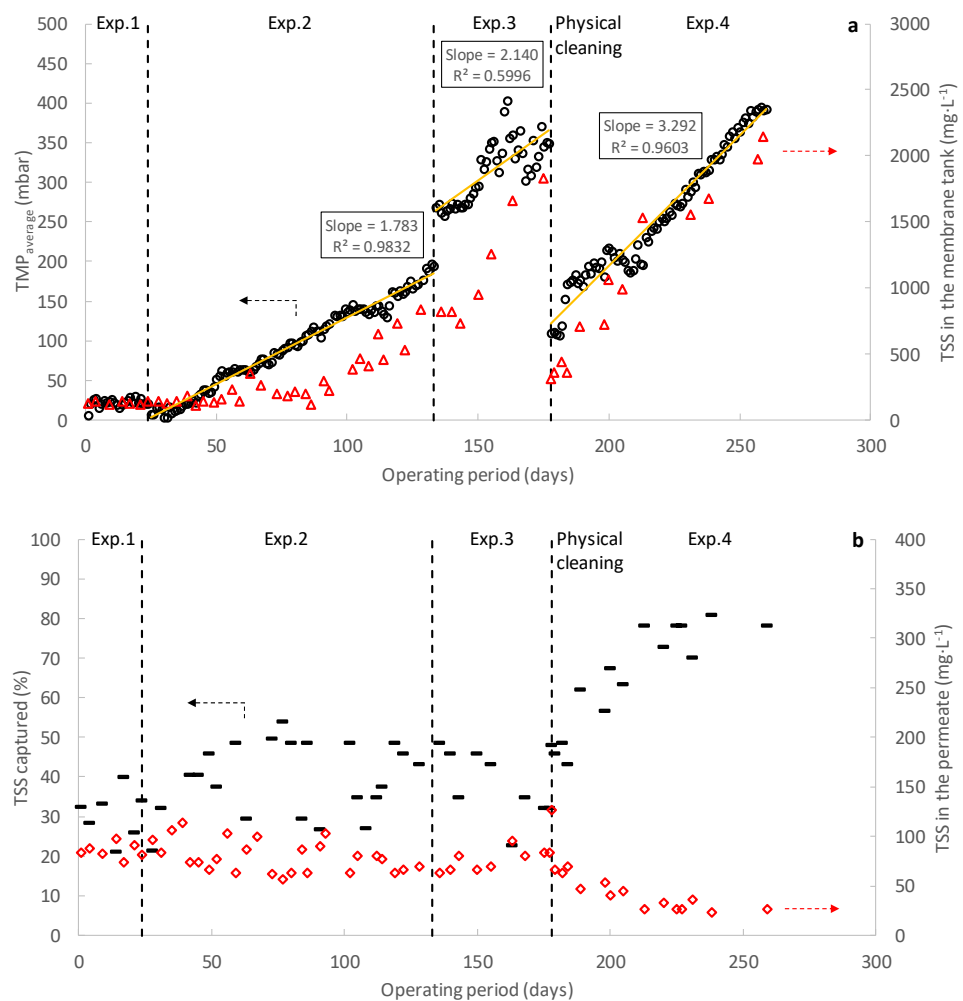 Exp.1 Exp.2 Exp.3 Physical cleaning Exp.4
a
500
450
400
350
300
250
200
150
100
50
0
TMPaverage (mbar)
Slope = 2.140
R² = 0.5996
Slope = 3.292
R² = 0.9603
Slope = 1.783
R² = 0.9832
3000
2500
2000
1500
1000
500
0
TSS in the membrane tank (mg·L⁻¹)
0 50 100 150 200 250 300
Operating period (days)
Exp.1 Exp.2 Exp.3 Physical cleaning Exp.4
b
100
90
80
70
60
50
40
30
20
10
0
TSS captured (%)
400
350
300
250
200
150
100
50
0
TSS in the permeate (mg·L⁻¹)
0 50 100 150 200 250 300
Operating period (days)